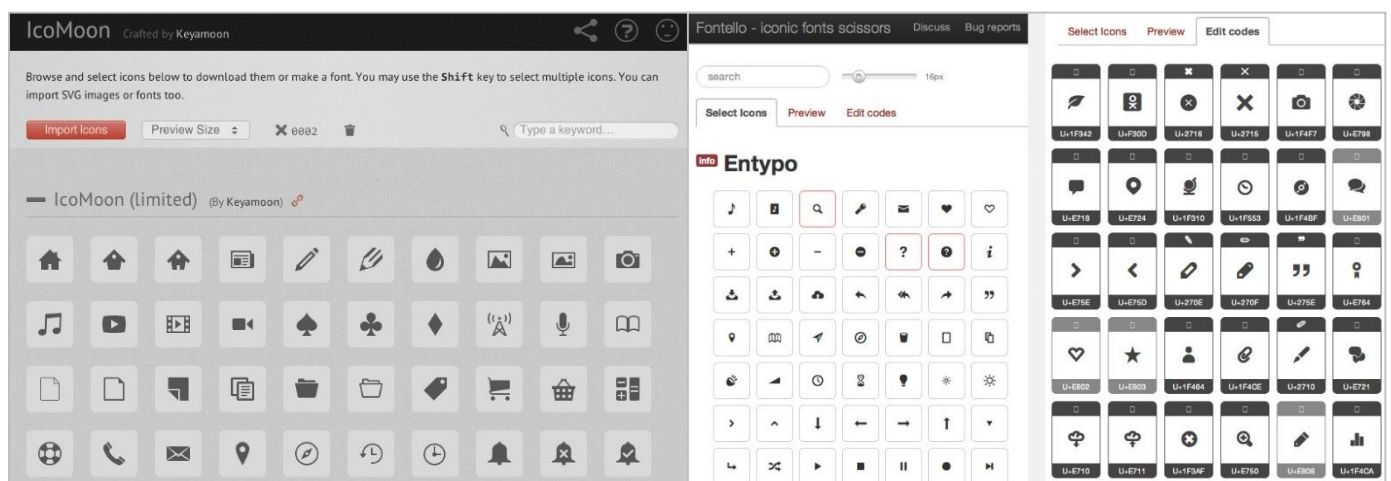 IcoMoon Crafted by Keyamoon
Browse and select icons below to download them or make a font. You may use the Shift key to select multiple icons. You can
import SVG images or fonts too.
Import Icons
Preview Size
0002
Type a keyword...
IcoMoon (limited) (By Keyamoon)
Fontello - iconic fonts scissors
Discuss
Bug reports
search
16px
Select Icons
Preview
Edit codes
Info Entypo
Select Icons
Preview
Edit codes
U+1F342 U+F30D U+2716 U+2715 U+1F4F7 U+E798
U+E718 U+E724 U+1F310 U+1F553 U+1F4BF U+E801
U+E75E U+E75D U+270E U+270F U+275E U+E764
U+E802 U+E803 U+1F464 U+1F4CE U+2710 U+E721
U+E710 U+E711 U+1F3AF U+E750 U+E806 U+1F4CA